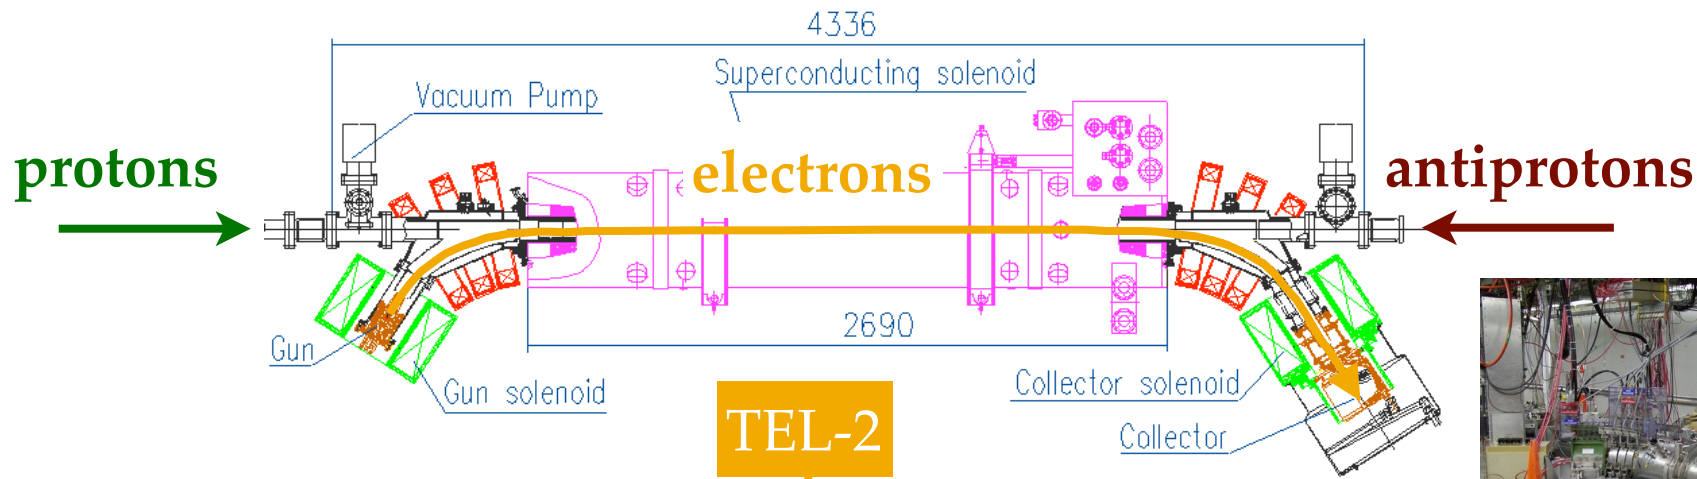 4336
Superconducting solenoid
Vacuum Pump
protons
electrons
antiprotons
2690
Gun
Gun solenoid
Collector solenoid
TEL-2
Collector